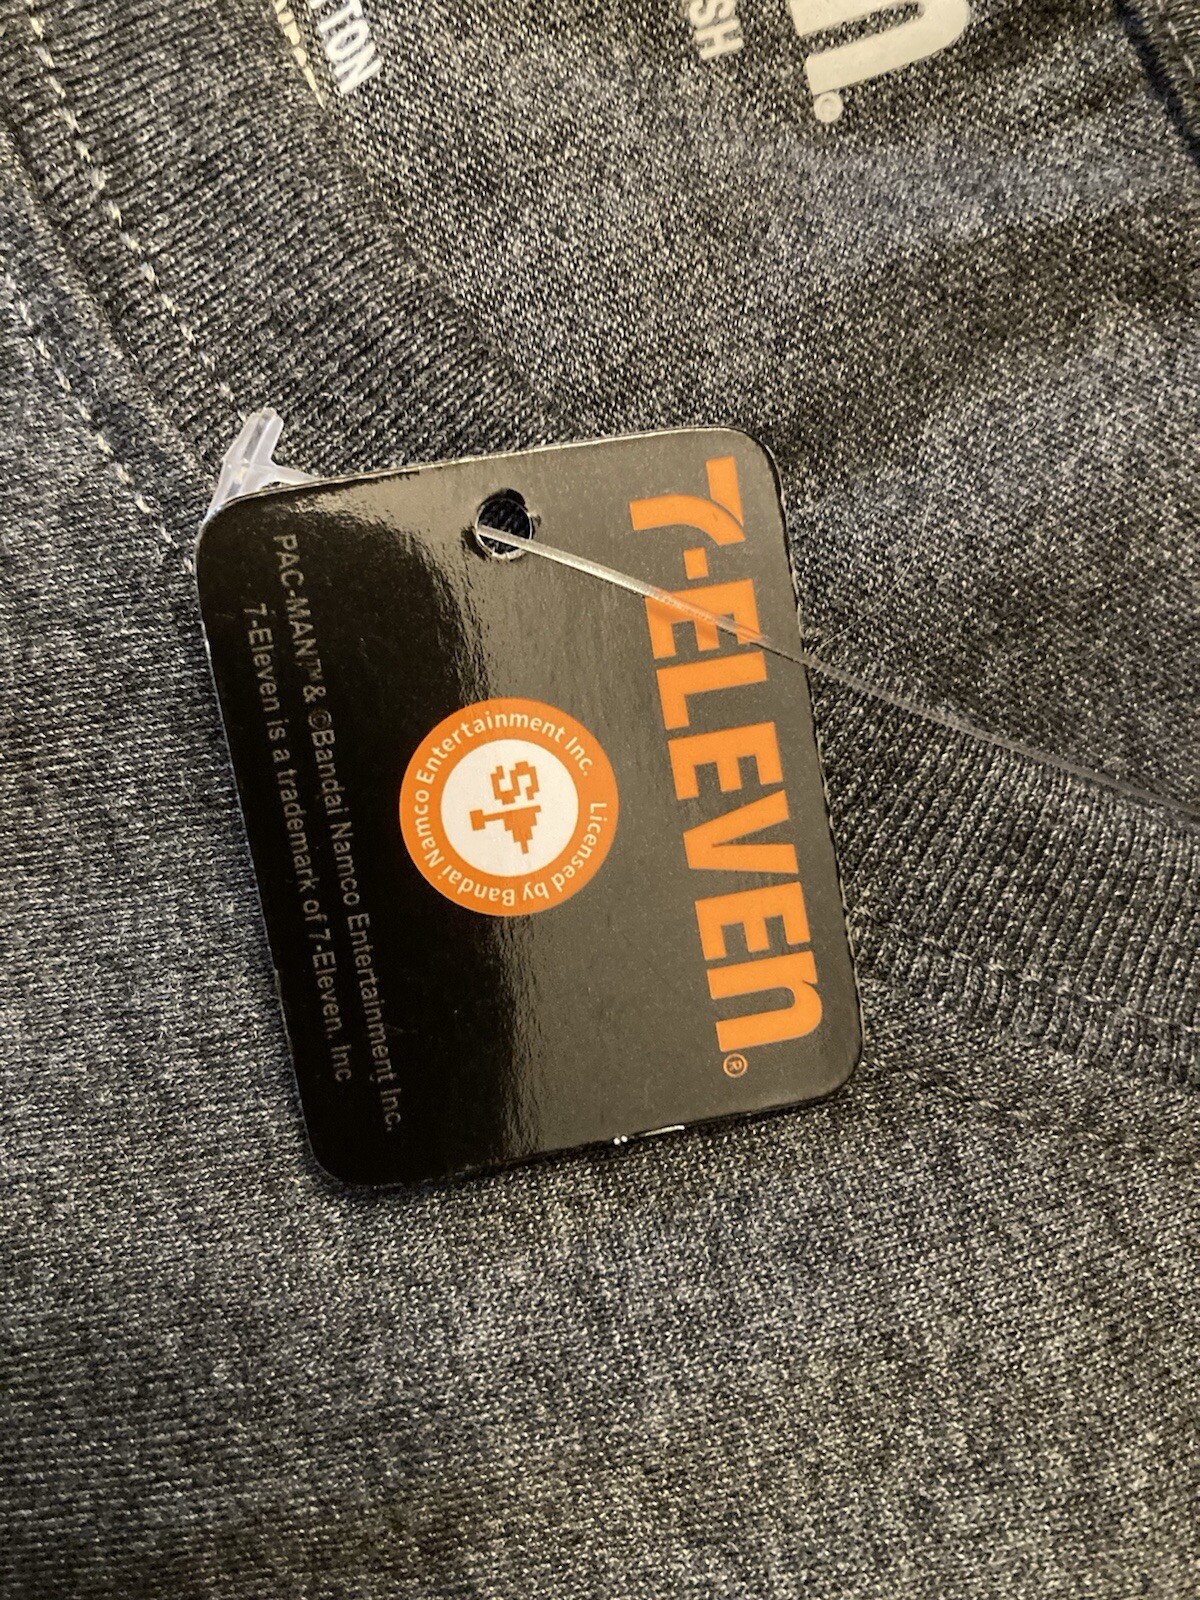 7-ELEVEn®
Licensed by Bandai Namco Entertainment Inc.
PAC-MAN™ & ©Bandai Namco Entertainment Inc.
7-Eleven is a trademark of 7-Eleven, Inc